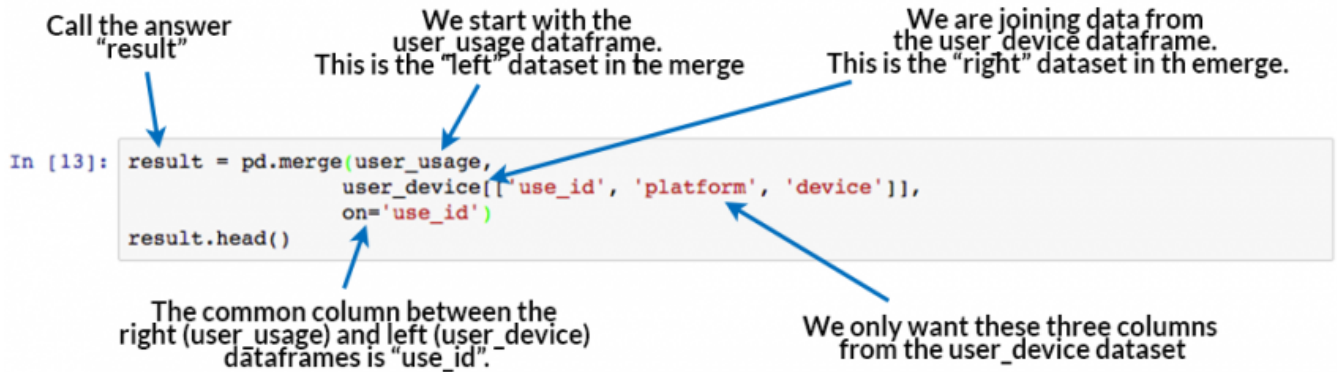 Call the answer
“result”
We start with the
user_usage dataframe.
This is the “left” dataset in he merge
We are joining data from
the user_device dataframe.
This is the “right” dataset in th emerge.
In [13]: result = pd.merge(user_usage,
user_device[['use_id', 'platform', 'device']],
on='use_id')
result.head()
The common column between the
right (user_usage) and left (user_device)
dataframes is “use_id”.
We only want these three columns
from the user_device dataset